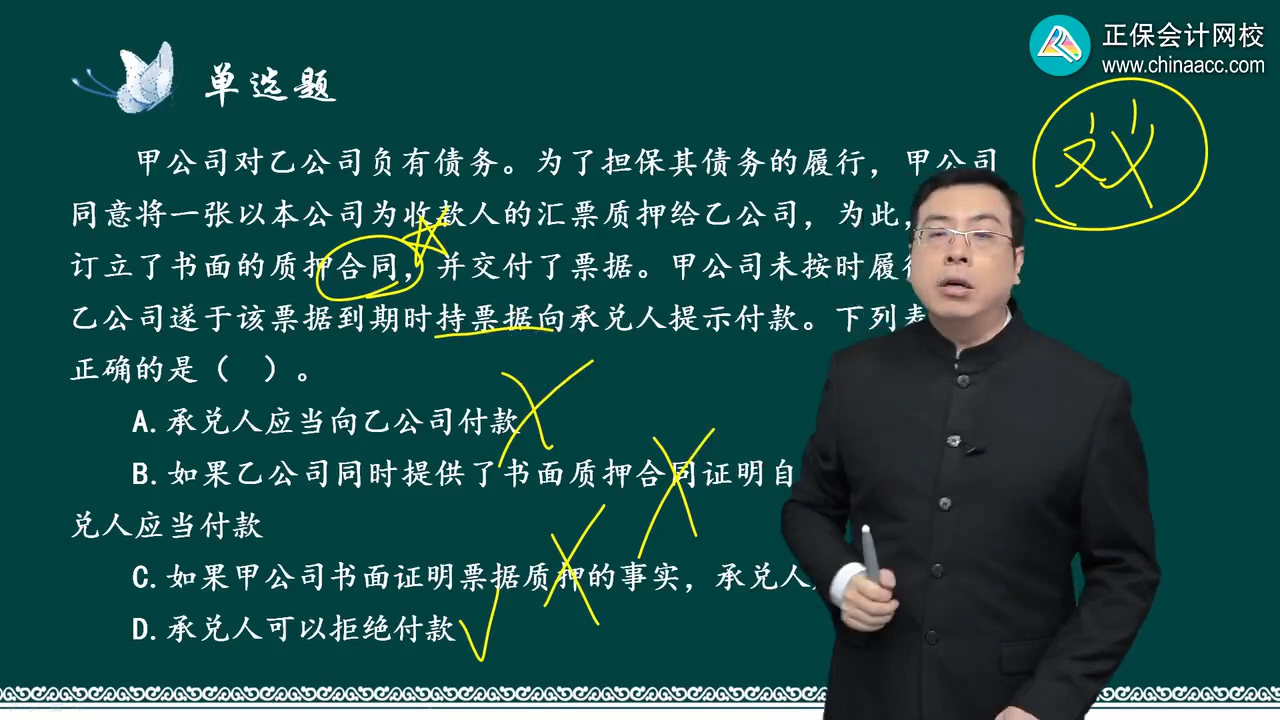 正保会计网校
www.chinaacc.com
单选题
甲公司对乙公司负有债务。为了担保其债务的履行，甲公司
同意将一张以本公司为收款人的汇票质押给乙公司，为此，
订立了书面的质押合同，并交付了票据。甲公司未按时履
乙公司遂于该票据到期时持票据向承兑人提示付款。下列
正确的是（ ）。
A.承兑人应当向乙公司付款
B.如果乙公司同时提供了书面质押合同证明自
兑人应当付款
C.如果甲公司书面证明票据质押的事实，承兑人
D.承兑人可以拒绝付款